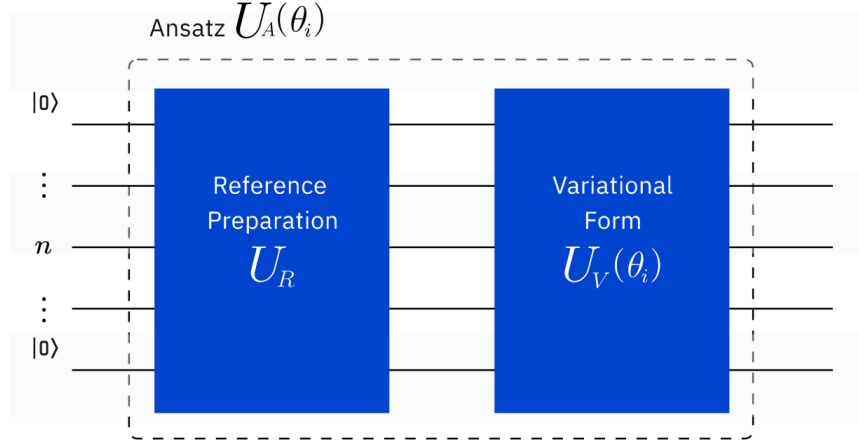 Ansatz U_A(θ_i)
|0⟩
⋮
n
⋮
|0⟩
Reference
Preparation
U_R
Variational
Form
U_V(θ_i)